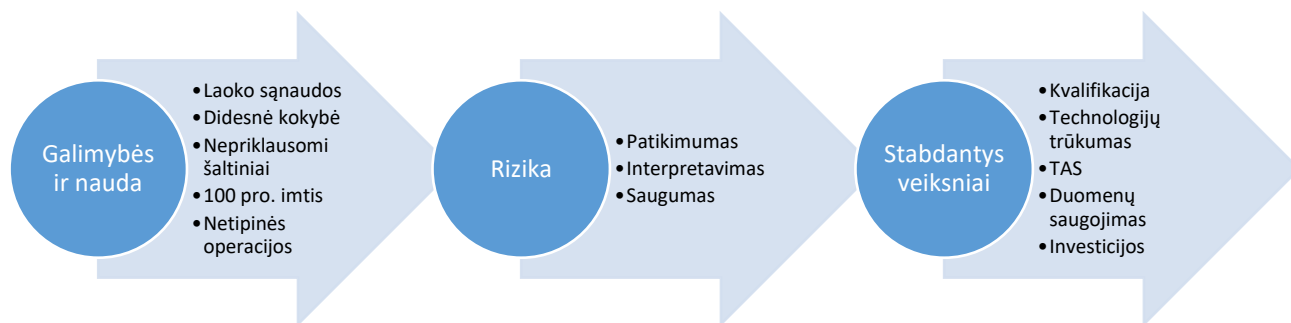 Galimybės
ir nauda
•Laoko sąnaudos
•Didesnė kokybė
•Nepriklausomi
šaltiniai
•100 pro. imtis
•Netipinės
operacijos
Rizika
•Patikimumas
•Interpretavimas
•Saugumas
Stabdantys
veiksniai
•Kvalifikacija
•Technologijų
trūkumas
•TAS
•Duomenų
saugojimas
•Investicijos